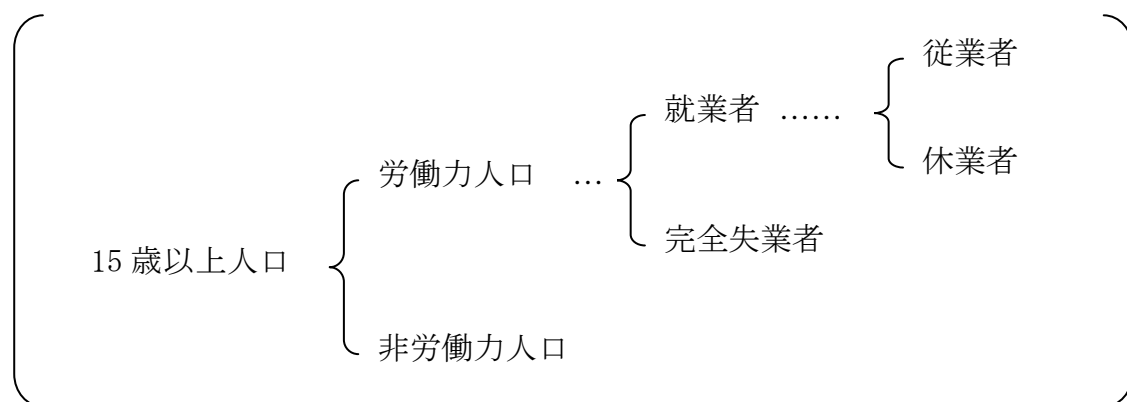 従業者
就業者 ……
休業者
労働力人口 …
完全失業者
15 歳以上人口
非労働力人口